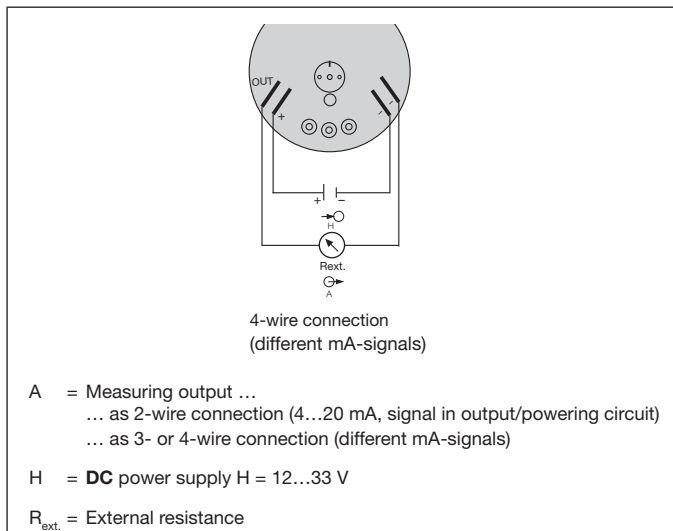 OUT
+
-
-
+ −
H
Rext.
A
4-wire connection
(different mA-signals)
A = Measuring output …
… as 2-wire connection (4…20 mA, signal in output/powering circuit)
… as 3- or 4-wire connection (different mA-signals)
H = DC power supply H = 12…33 V
Rext. = External resistance